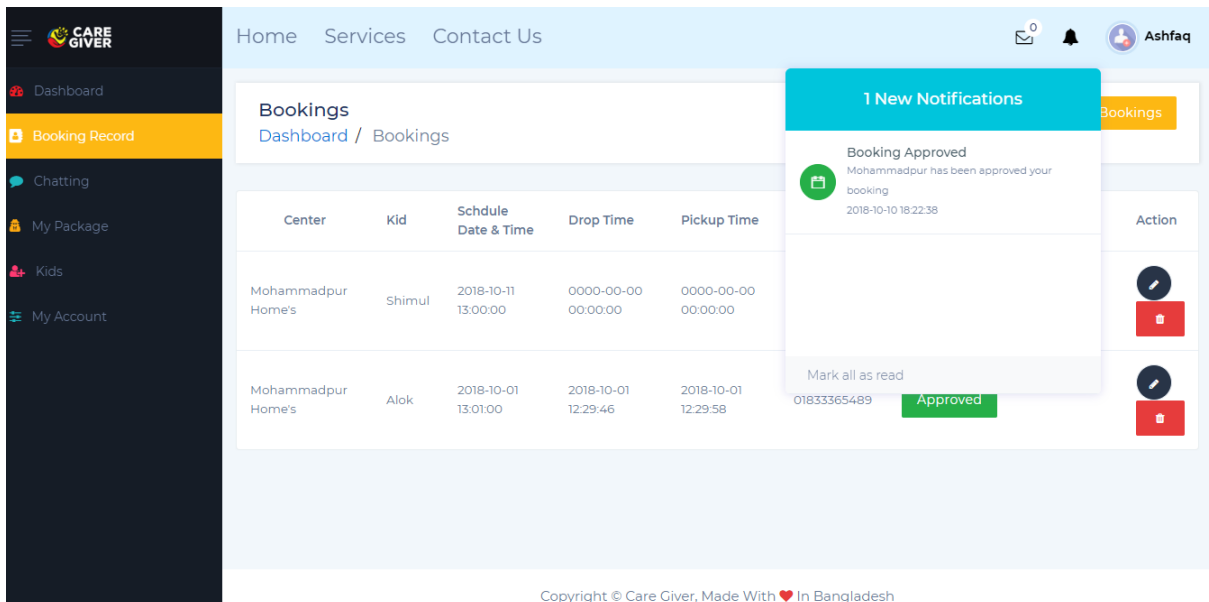 CARE
GIVER
Home Services Contact Us
0
Ashfaq
Dashboard
Booking Record
Chatting
My Package
Kids
My Account
Bookings
Dashboard / Bookings
Bookings
1 New Notifications
Booking Approved
Mohammadpur has been approved your
booking
2018-10-10 18:22:38
Mark all as read
Center Kid Schdule Drop Time Pickup Time Action
Date & Time
Mohammadpur Shimul 2018-10-11 0000-00-00 0000-00-00
Home's 13:00:00 00:00:00 00:00:00
Mohammadpur Alok 2018-10-01 2018-10-01 2018-10-01 01833365489 Approved
Home's 13:01:00 12:29:46 12:29:58
Copyright © Care Giver, Made With ❤ In Bangladesh